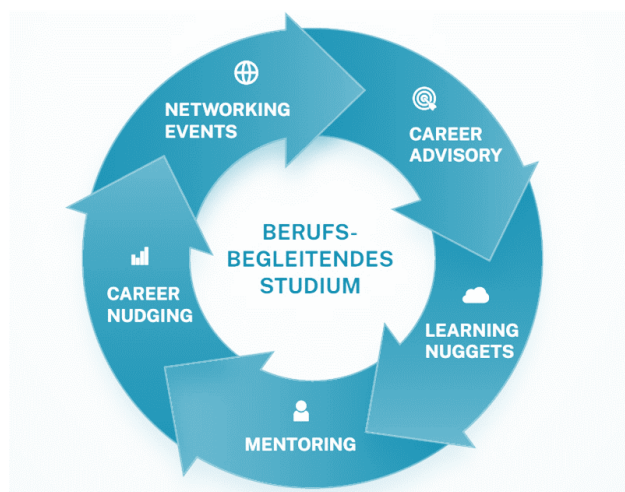 NETWORKING
EVENTS
CAREER
ADVISORY
BERUFS-
BEGLEITENDES
STUDIUM
LEARNING
NUGGETS
MENTORING
CAREER
NUDGING